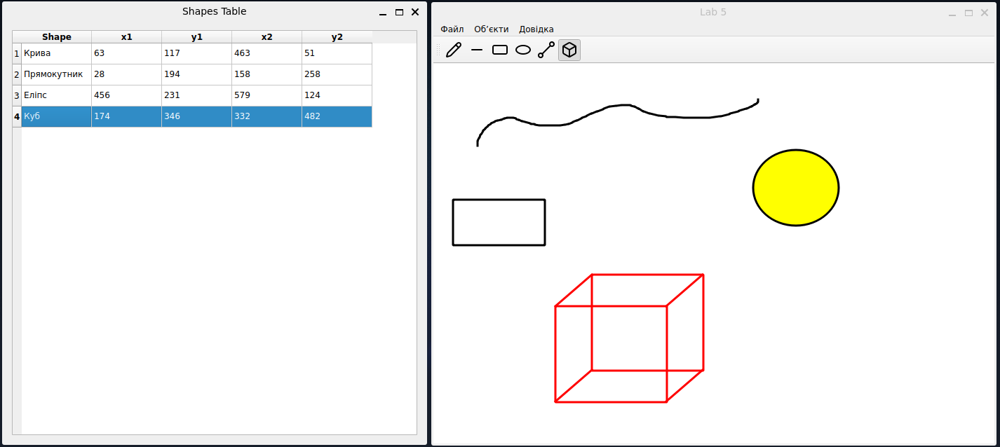 Shapes Table
Shape x1 y1 x2 y2
1 Крива 63 117 463 51
2 Прямокутник 28 194 158 258
3 Еліпс 456 231 579 124
4 Куб 174 346 332 482
Lab 5
Файл Об’єкти Довідка